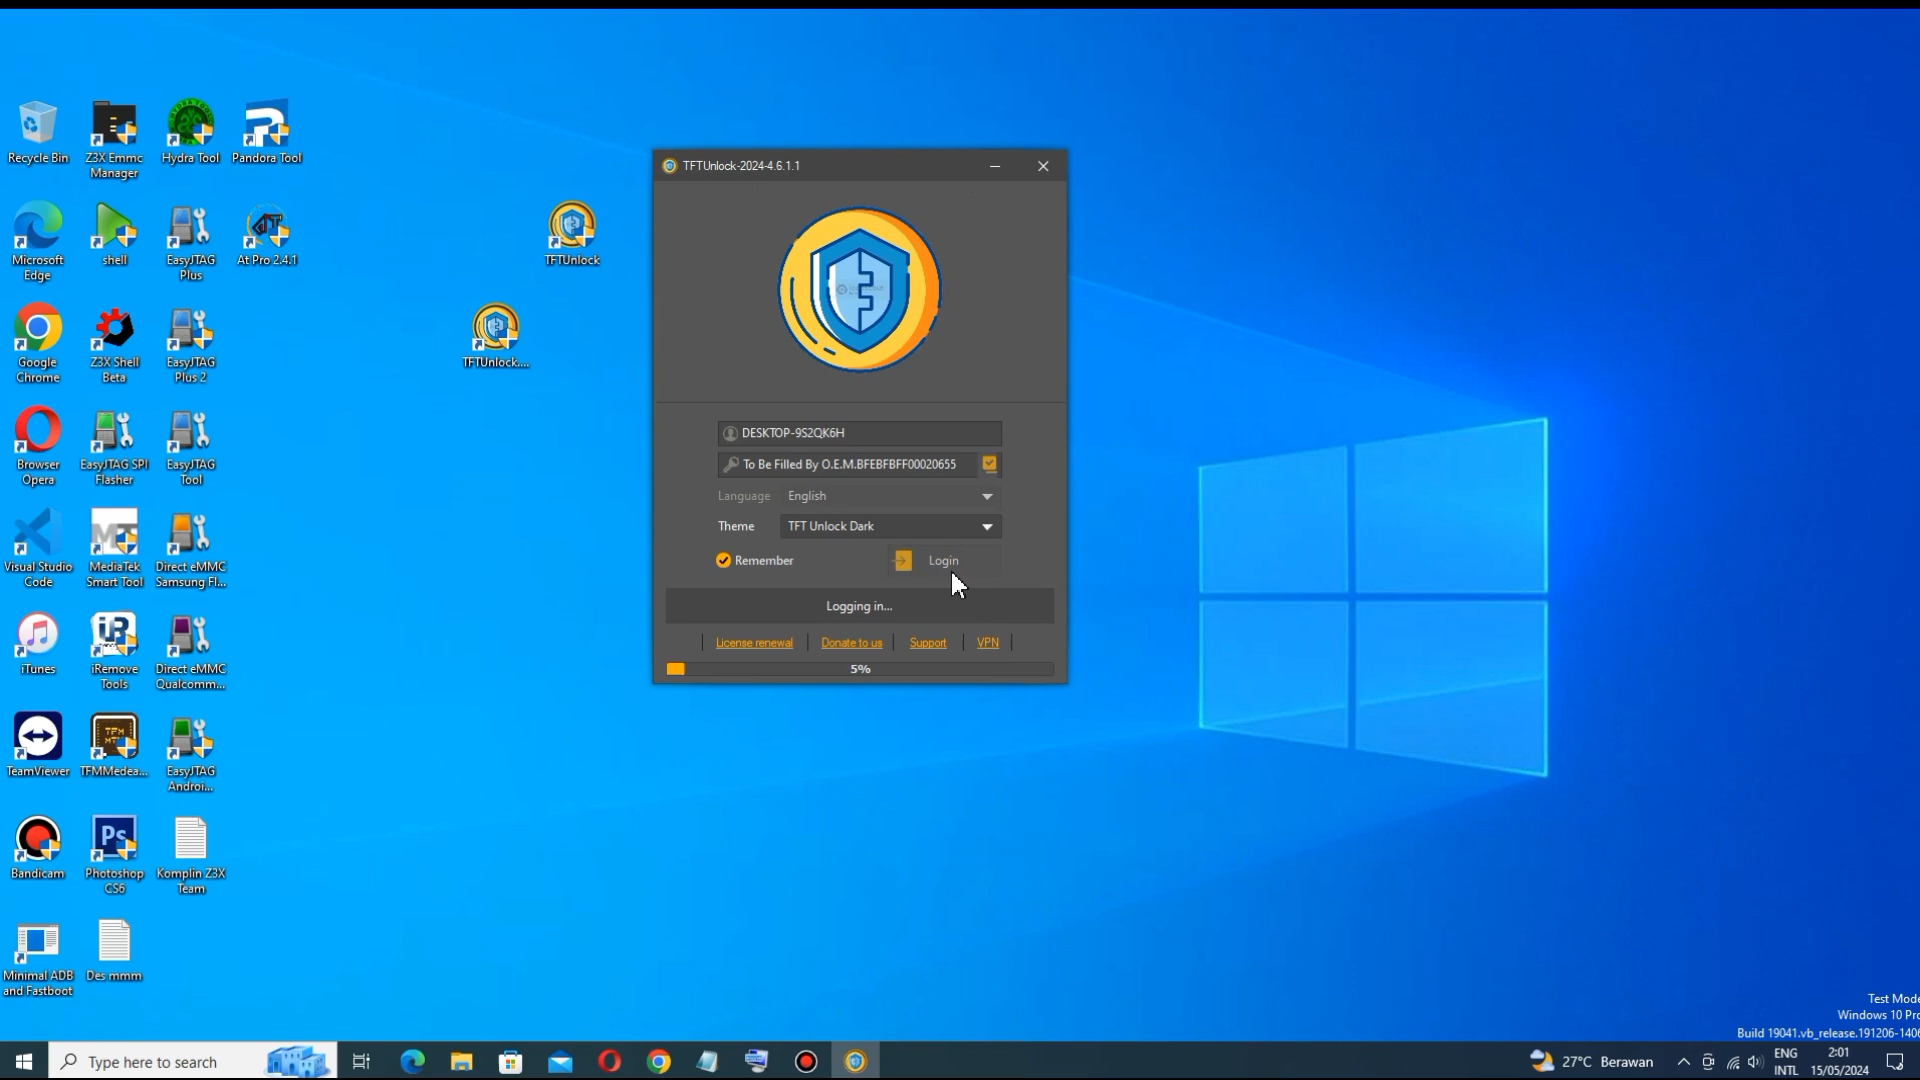 Recycle Bin
Z3X Emmc
Manager
Hydra Tool
Pandora Tool
Microsoft
Edge
shell
EasyJTAG
Plus
At Pro 2.4.1
TFTUnlock
Google
Chrome
Z3X Shell
Beta
EasyJTAG
Plus 2
TFTUnlock....
Browser
Opera
EasyJTAG SPI
Flasher
EasyJTAG
Tool
Visual Studio
Code
MediaTek
Smart Tool
Direct eMMC
Samsung Fl...
iTunes
iRemove
Tools
Direct eMMC
Qualcomm...
TeamViewer
TFMMedea...
EasyJTAG
Androi...
Bandicam
Photoshop
CS6
Komplin Z3X
Team
Minimal ADB
and Fastboot
Des mmm
TFTUnlock-2024-4.6.1.1
DESKTOP-9S2QK6H
To Be Filled By O.E.M.BFEBFBFF00020655
Language English
Theme TFT Unlock Dark
Remember Login
Logging in...
License renewal Donate to us Support VPN
5%
Test Mode
Windows 10 Pro
Build 19041.vb_release.191206-1406
Type here to search
27°C Berawan
ENG
INTL
2:01
15/05/2024